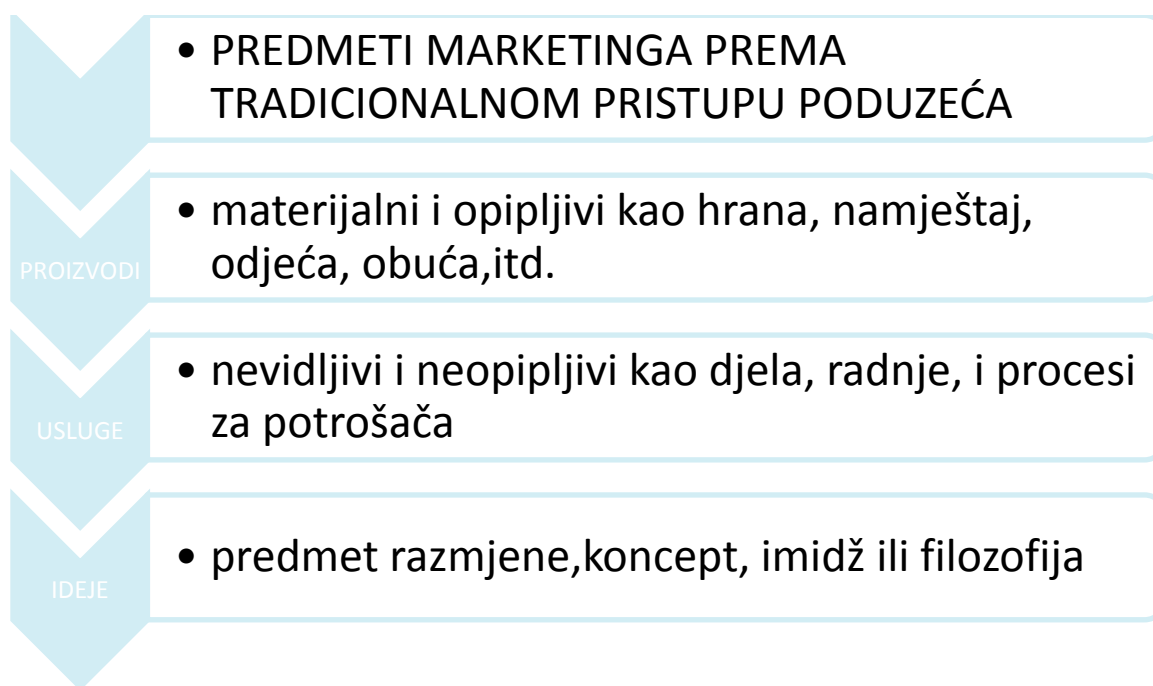 • PREDMETI MARKETINGA PREMA
TRADICIONALNOM PRISTUPU PODUZEĆA
PROIZVODI
• materijalni i opipljivi kao hrana, namještaj,
odjeća, obuća,itd.
USLUGE
• nevidljivi i neopipljivi kao djela, radnje, i procesi
za potrošača
IDEJE
• predmet razmjene,koncept, imidž ili filozofija